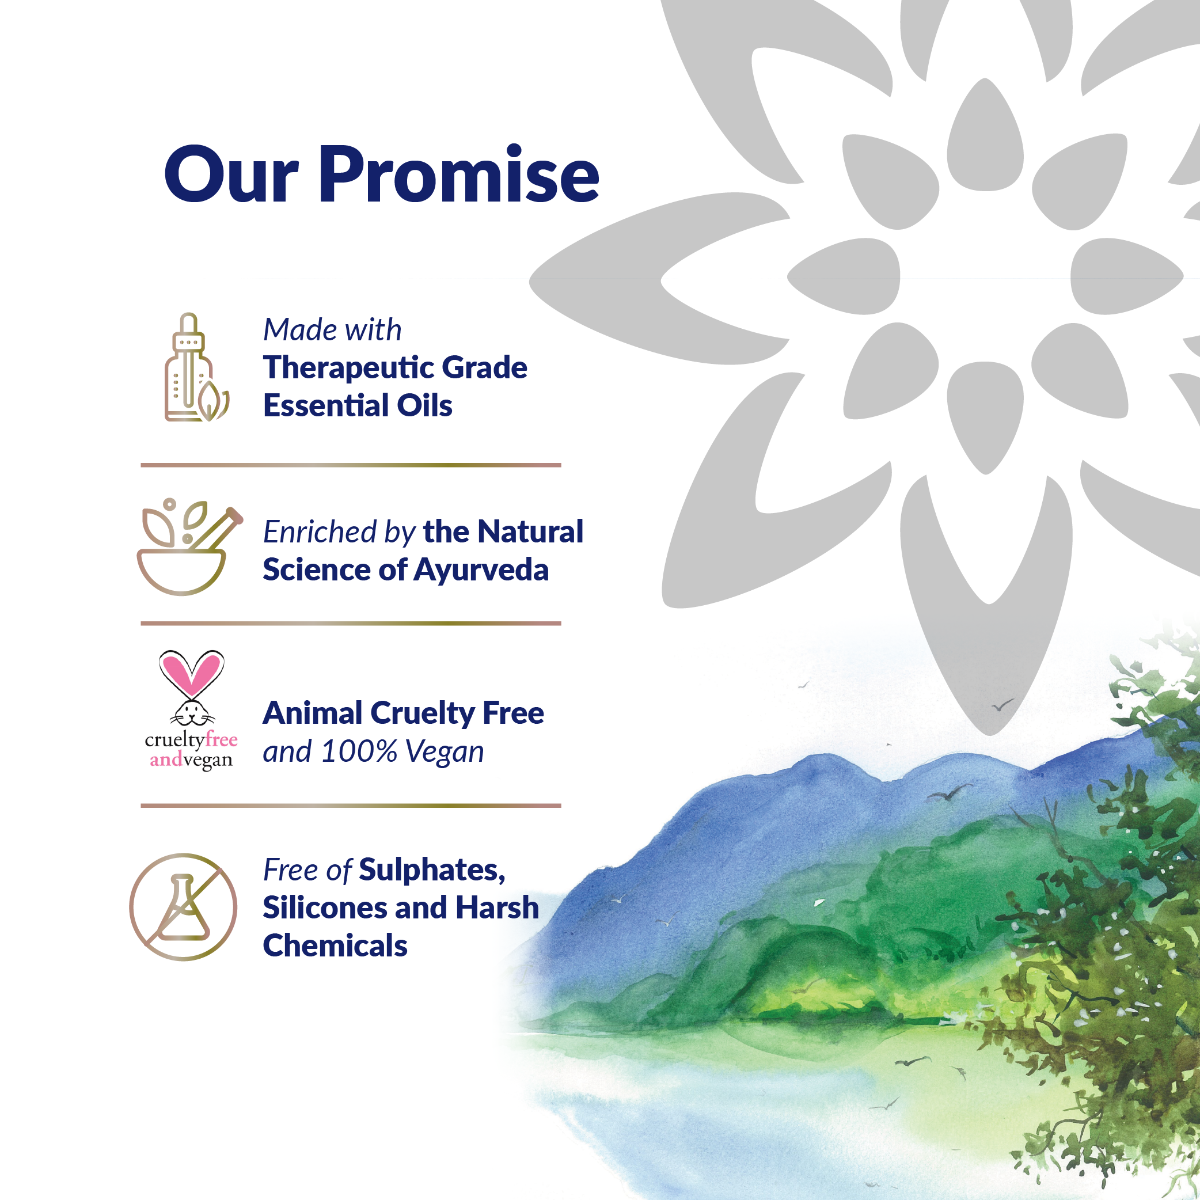 Our Promise
Made with
Therapeutic Grade
Essential Oils
Enriched by the Natural
Science of Ayurveda
crueltyfree
andvegan
Animal Cruelty Free
and 100% Vegan
Free of Sulphates,
Silicones and Harsh
Chemicals